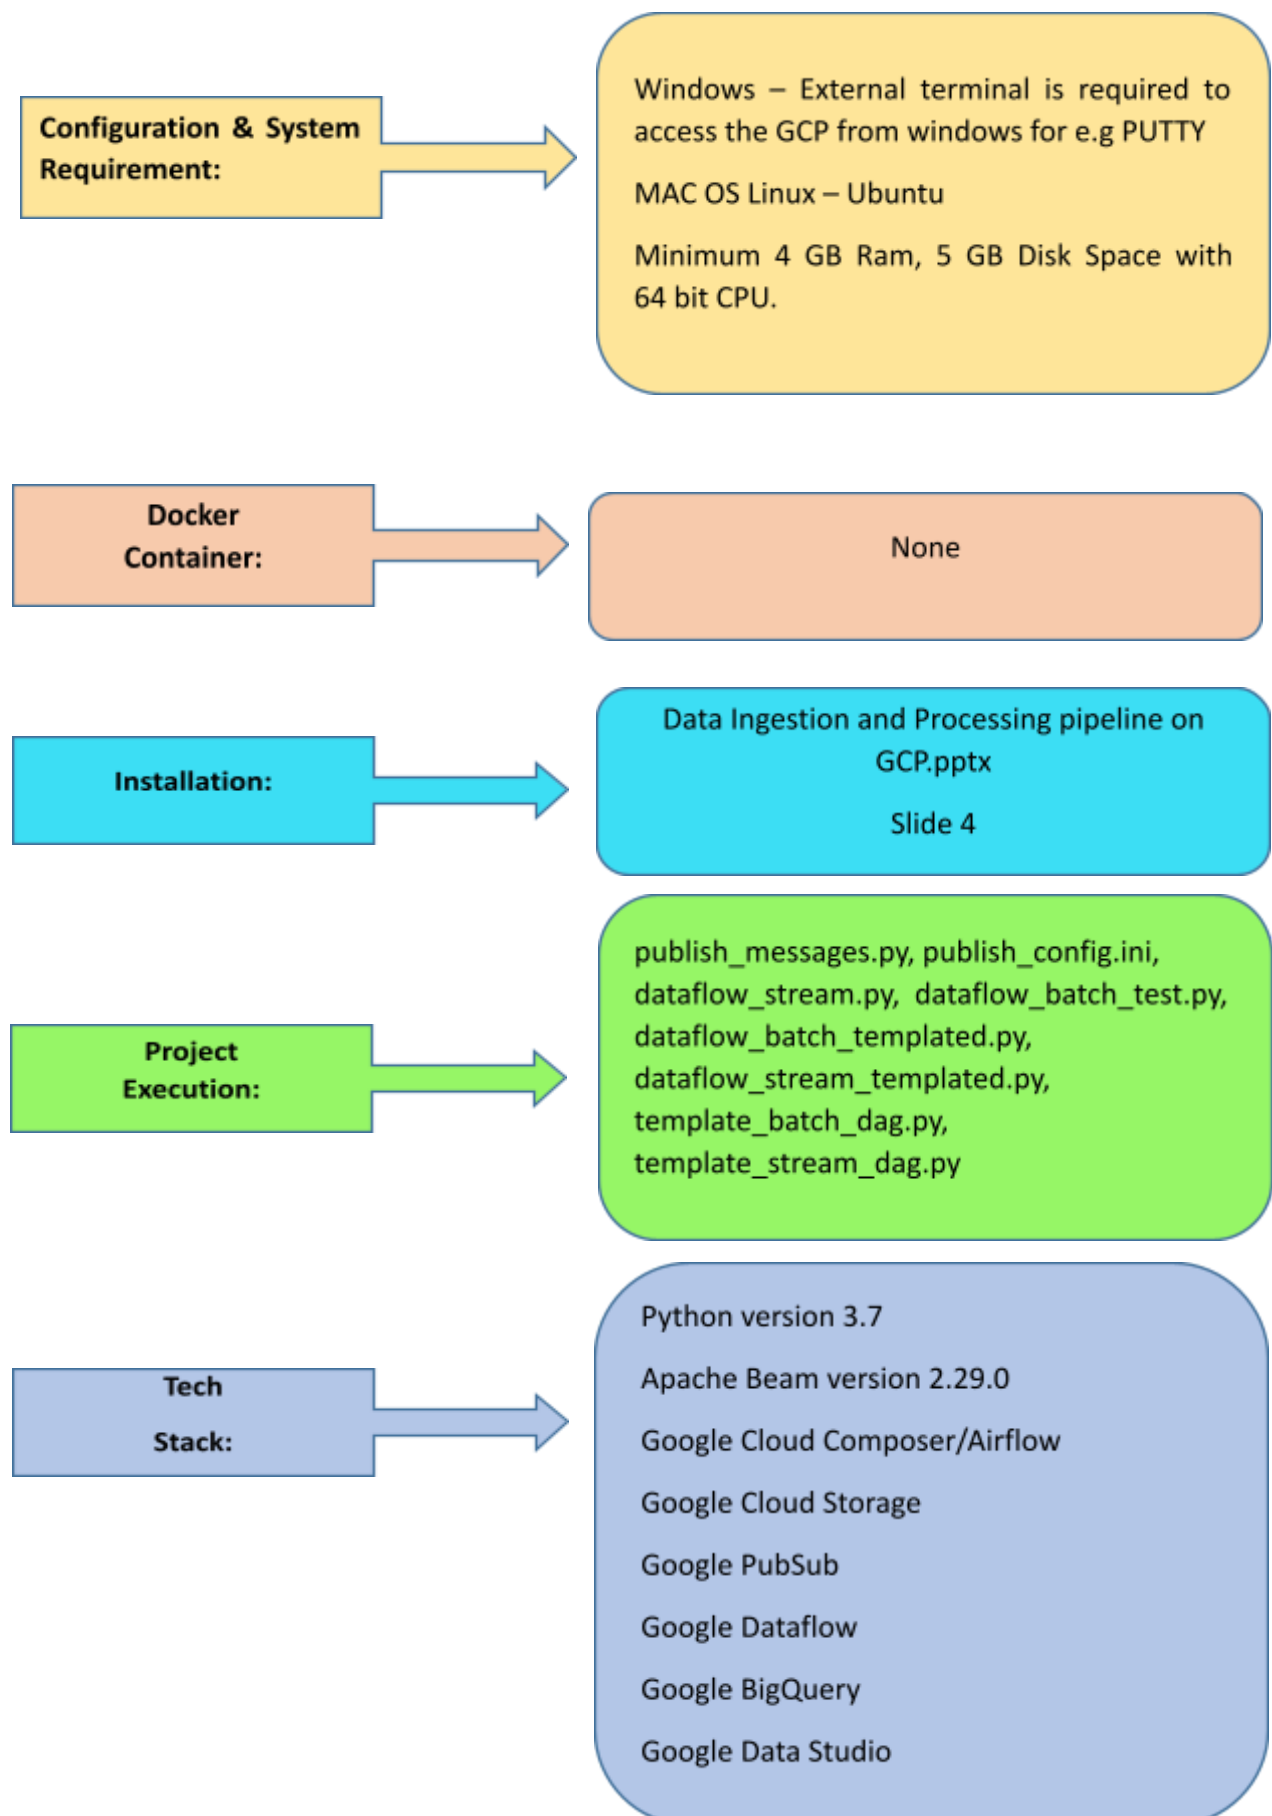 Configuration & System
Requirement:
Windows – External terminal is required to
access the GCP from windows for e.g PUTTY
MAC OS Linux – Ubuntu
Minimum 4 GB Ram, 5 GB Disk Space with
64 bit CPU.
Docker
Container:
None
Installation:
Data Ingestion and Processing pipeline on
GCP.pptx
Slide 4
Project
Execution:
publish_messages.py, publish_config.ini,
dataflow_stream.py, dataflow_batch_test.py,
dataflow_batch_templated.py,
dataflow_stream_templated.py,
template_batch_dag.py,
template_stream_dag.py
Tech
Stack:
Python version 3.7
Apache Beam version 2.29.0
Google Cloud Composer/Airflow
Google Cloud Storage
Google PubSub
Google Dataflow
Google BigQuery
Google Data Studio